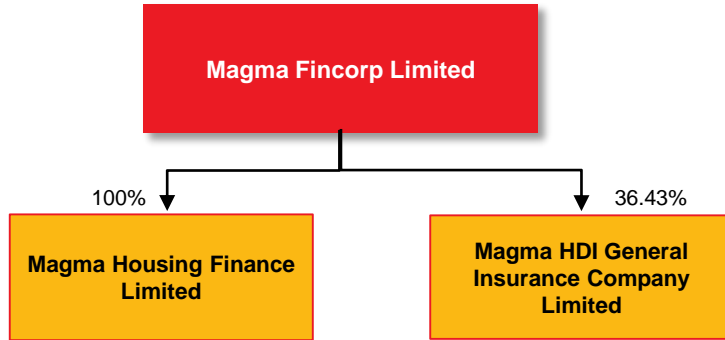 Magma Fincorp Limited
100%
36.43%
Magma Housing Finance
Limited
Magma HDI General
Insurance Company
Limited